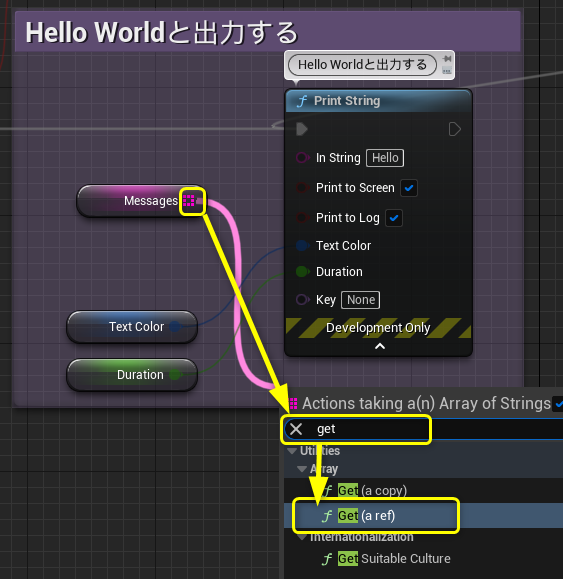 Hello Worldと出力する
Hello Worldと出力する
f Print String
In String Hello
Messages
Print to Screen
Print to Log
Text Color
Duration
Key None
Text Color
Development Only
Duration
Actions taking a(n) Array of Strings
get
Utilities
Array
f Get (a copy)
f Get (a ref)
Internationalization
f Get Suitable Culture